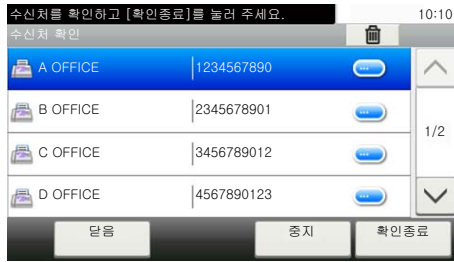 수신처를 확인하고 [확인종료]를 눌러 주세요. 10:10
수신처 확인
A OFFICE 1234567890
B OFFICE 2345678901
1/2
C OFFICE 3456789012
D OFFICE 4567890123
닫음 중지 확인종료